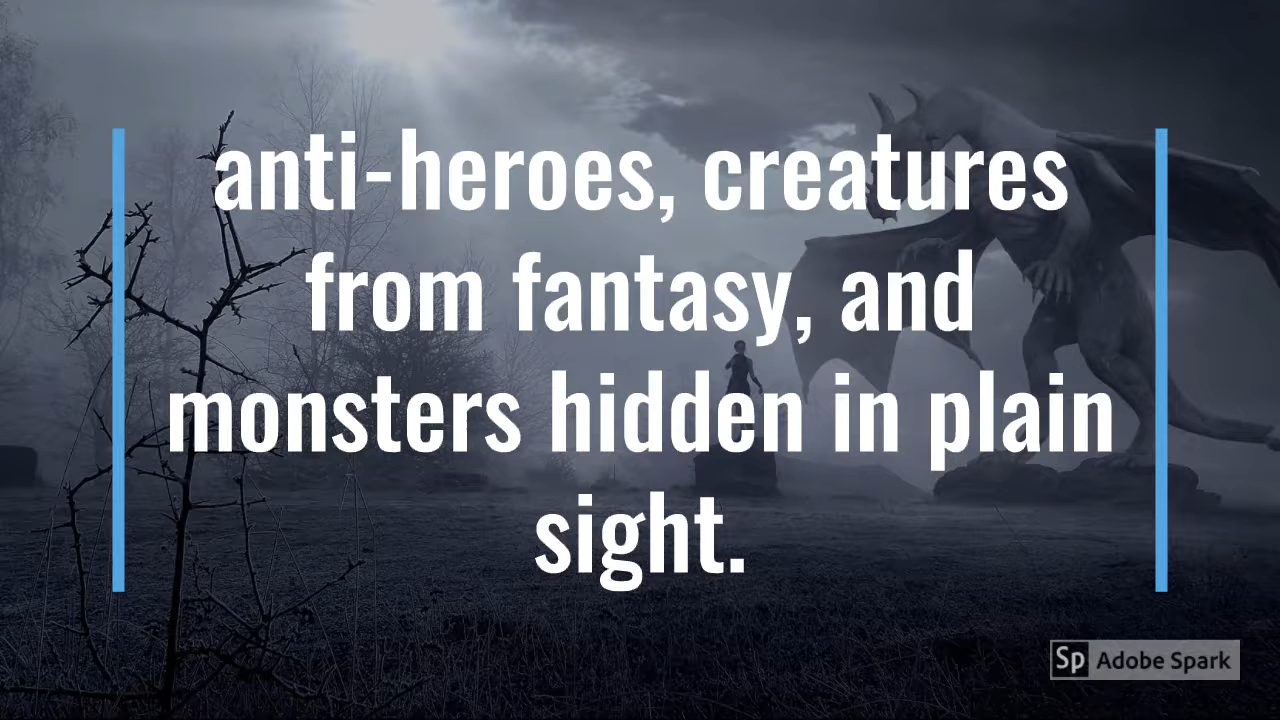 anti-heroes, creatures
from fantasy, and
monsters hidden in plain
sight.
Sp Adobe Spark